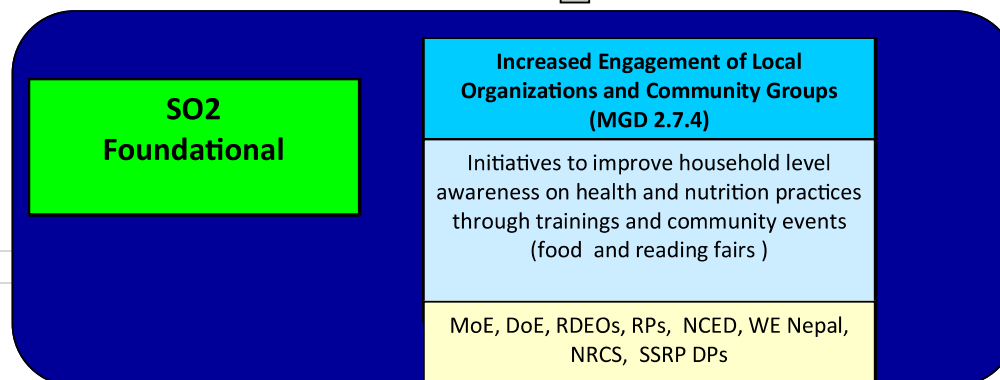 SO2
Foundational
Increased Engagement of Local
Organizations and Community Groups
(MGD 2.7.4)
Initiatives to improve household level
awareness on health and nutrition practices
through trainings and community events
(food  and reading fairs )
MoE, DoE, RDEOs, RPs,  NCED, WE Nepal,
NRCS,  SSRP DPs